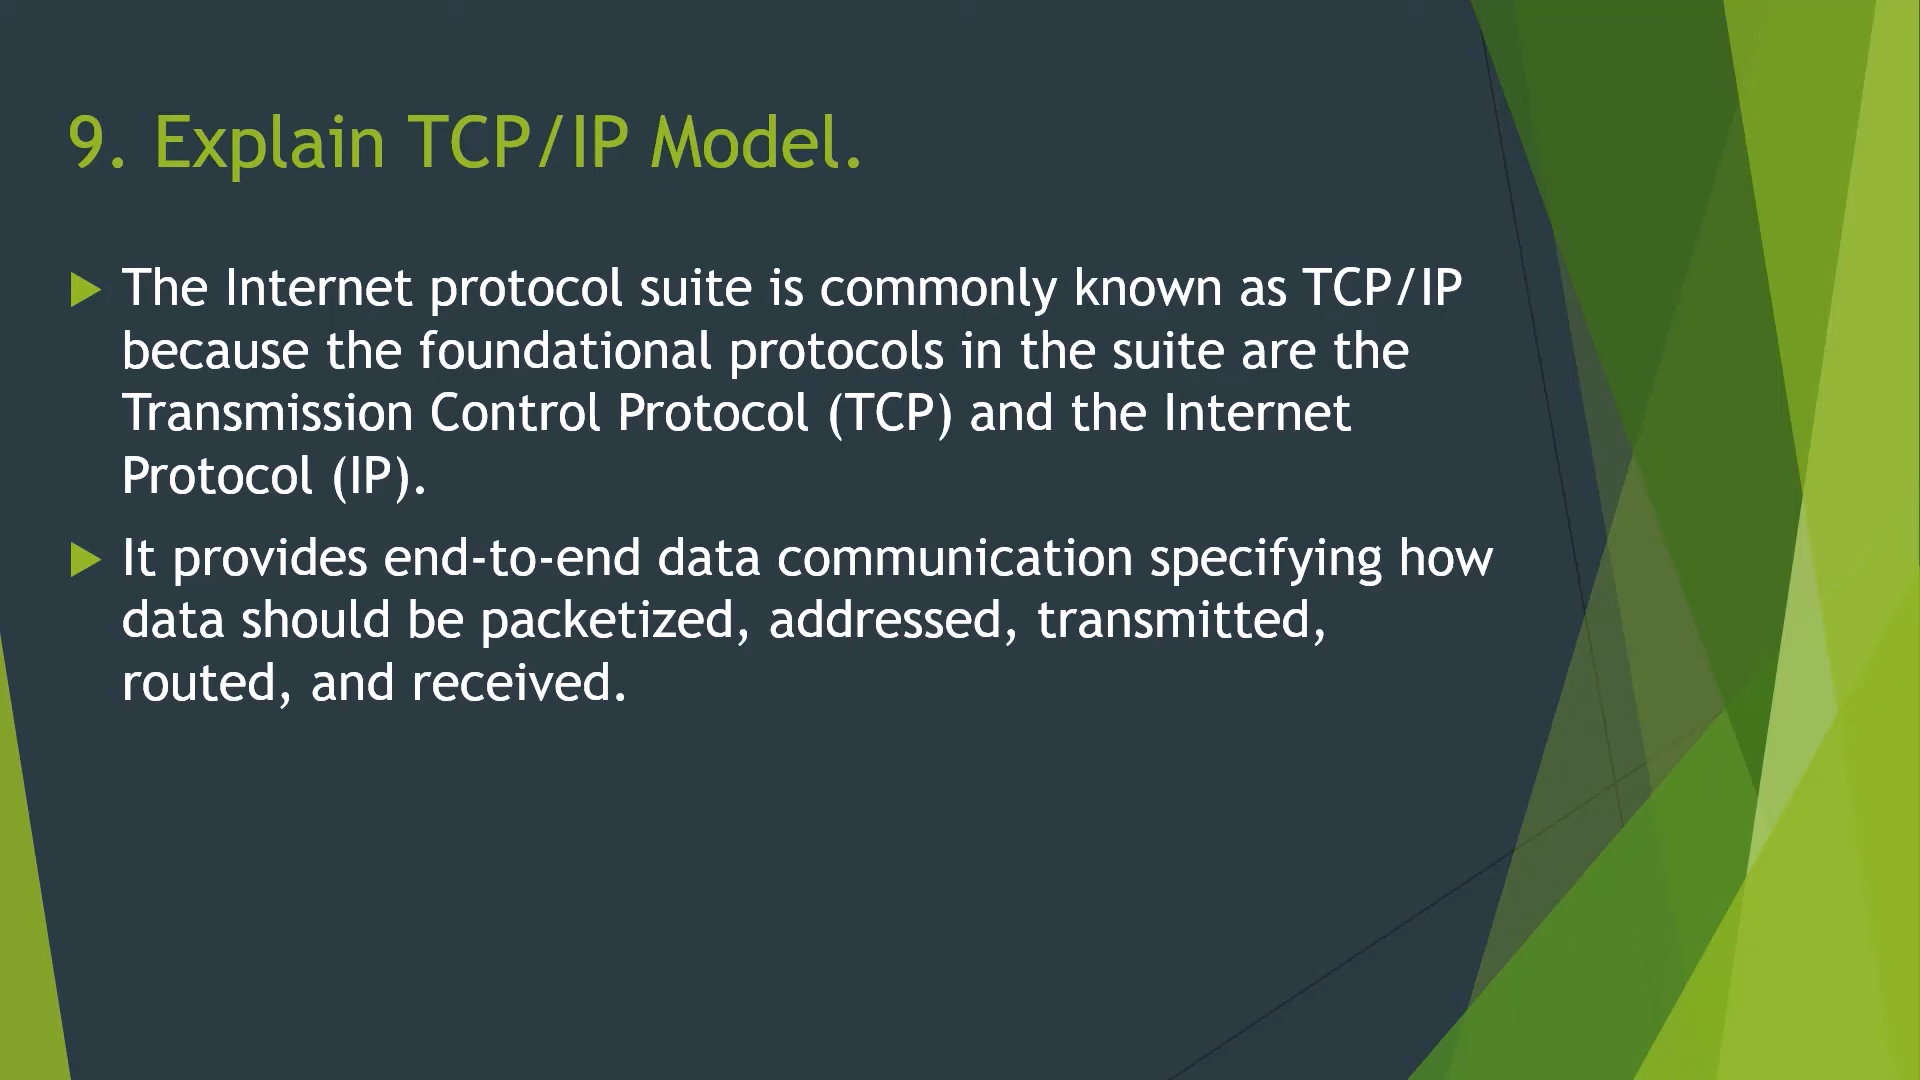 9. Explain TCP/IP Model.
The Internet protocol suite is commonly known as TCP/IP
because the foundational protocols in the suite are the
Transmission Control Protocol (TCP) and the Internet
Protocol (IP).
It provides end-to-end data communication specifying how
data should be packetized, addressed, transmitted,
routed, and received.